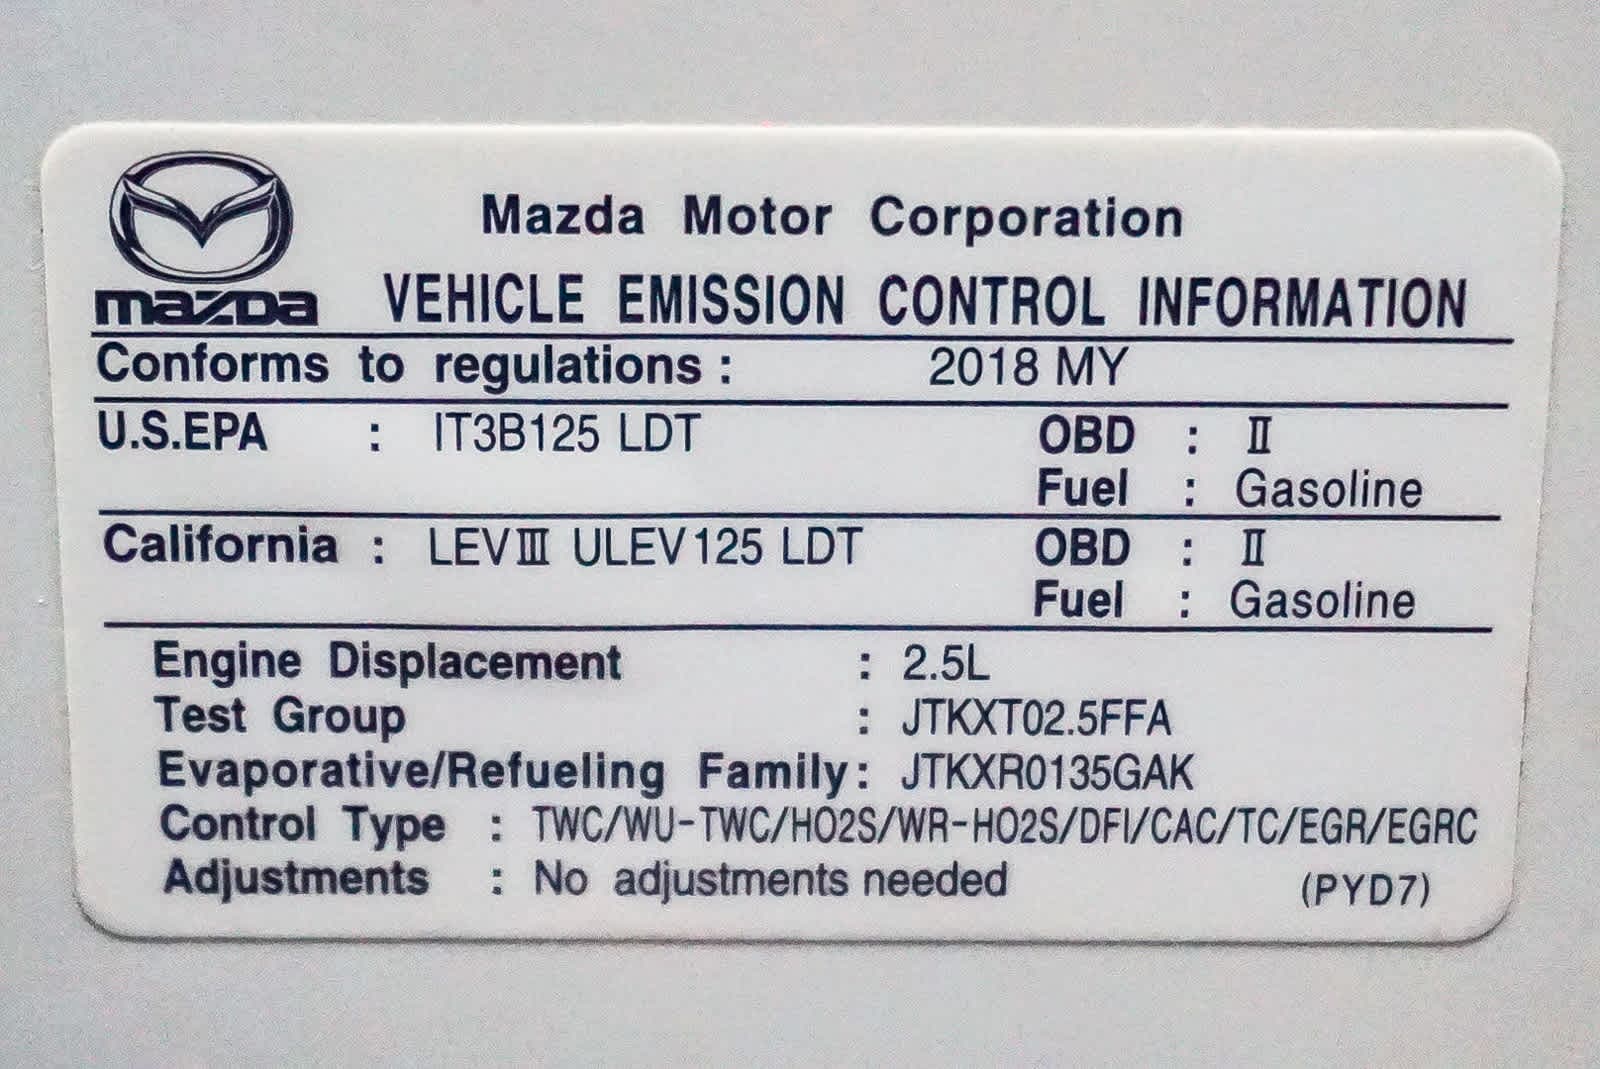 Mazda Motor Corporation
mazDa VEHICLE EMISSION CONTROL INFORMATION
Conforms to regulations : 2018 MY
U.S.EPA : IT3B125 LDT OBD : II
Fuel : Gasoline
California : LEVIII ULEV125 LDT OBD : II
Fuel : Gasoline
Engine Displacement : 2.5L
Test Group : JTKXT02.5FFA
Evaporative/Refueling Family : JTKXR0135GAK
Control Type : TWC/WU-TWC/HO2S/WR-HO2S/DFI/CAC/TC/EGR/EGRC
Adjustments : No adjustments needed (PYD7)